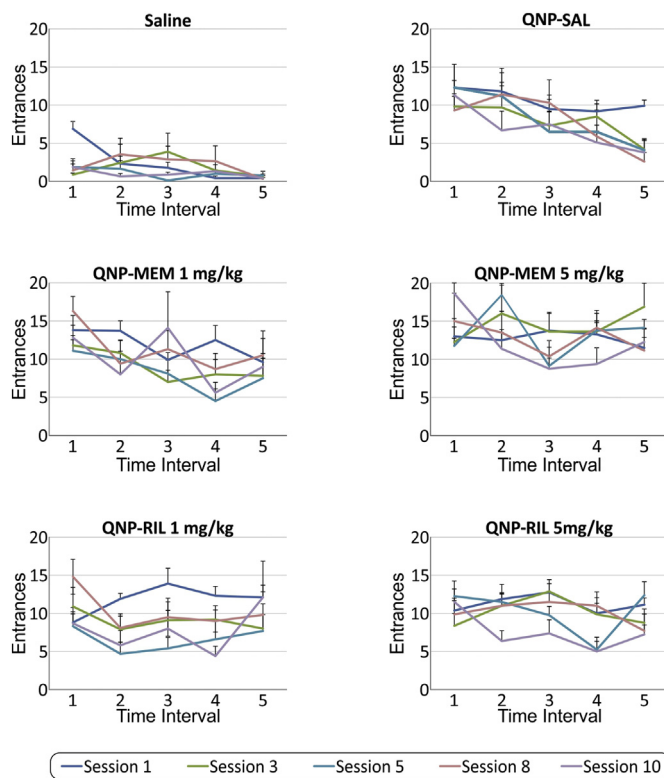 Saline
20
15
10
5
0
Entrances
1 2 3 4 5
Time Interval
QNP-SAL
20
15
10
5
0
Entrances
1 2 3 4 5
Time Interval
QNP-MEM 1 mg/kg
20
15
10
5
0
Entrances
1 2 3 4 5
Time Interval
QNP-MEM 5 mg/kg
20
15
10
5
0
Entrances
1 2 3 4 5
Time Interval
QNP-RIL 1 mg/kg
20
15
10
5
0
Entrances
1 2 3 4 5
Time Interval
QNP-RIL 5mg/kg
20
15
10
5
0
Entrances
1 2 3 4 5
Time Interval
Session 1 Session 3 Session 5 Session 8 Session 10